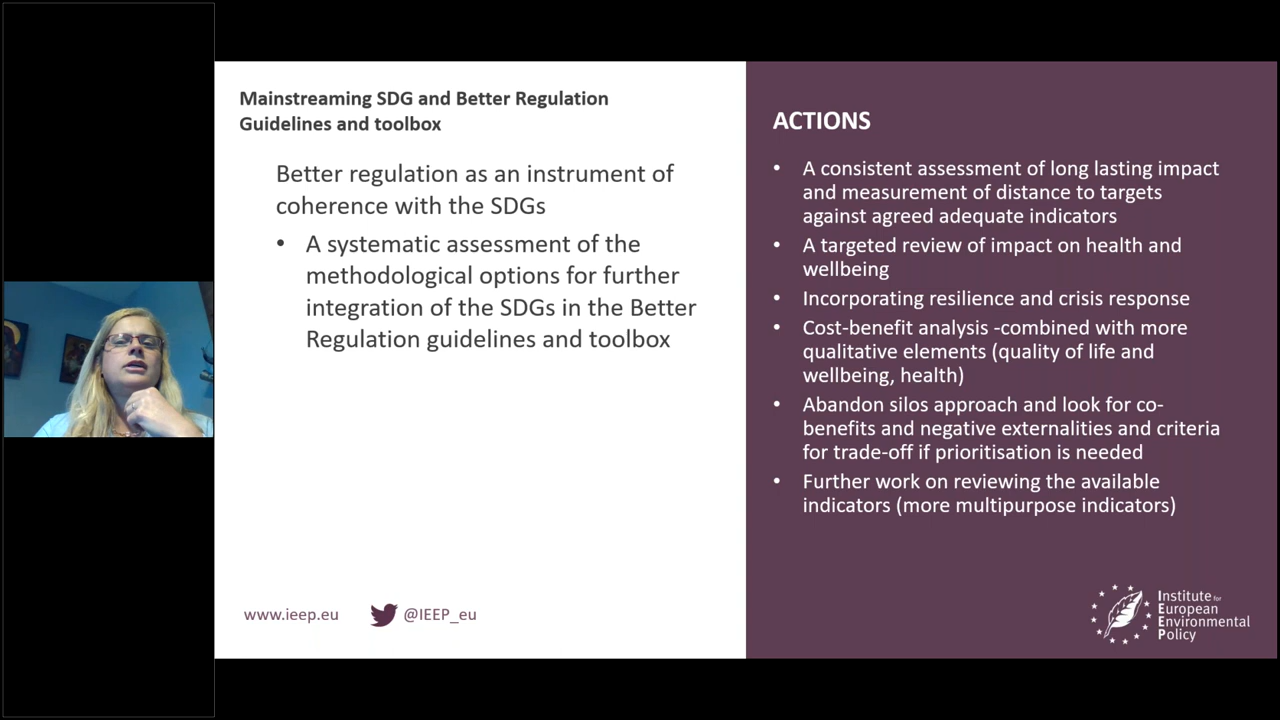 Mainstreaming SDG and Better Regulation
Guidelines and toolbox
Better regulation as an instrument of
coherence with the SDGs
• A systematic assessment of the
methodological options for further
integration of the SDGs in the Better
Regulation guidelines and toolbox
www.ieep.eu @IEEP_eu
ACTIONS
• A consistent assessment of long lasting impact
and measurement of distance to targets
against agreed adequate indicators
• A targeted review of impact on health and
wellbeing
• Incorporating resilience and crisis response
• Cost-benefit analysis -combined with more
qualitative elements (quality of life and
wellbeing, health)
• Abandon silos approach and look for co-
benefits and negative externalities and criteria
for trade-off if prioritisation is needed
• Further work on reviewing the available
indicators (more multipurpose indicators)
Institute for
European
Environmental
Policy